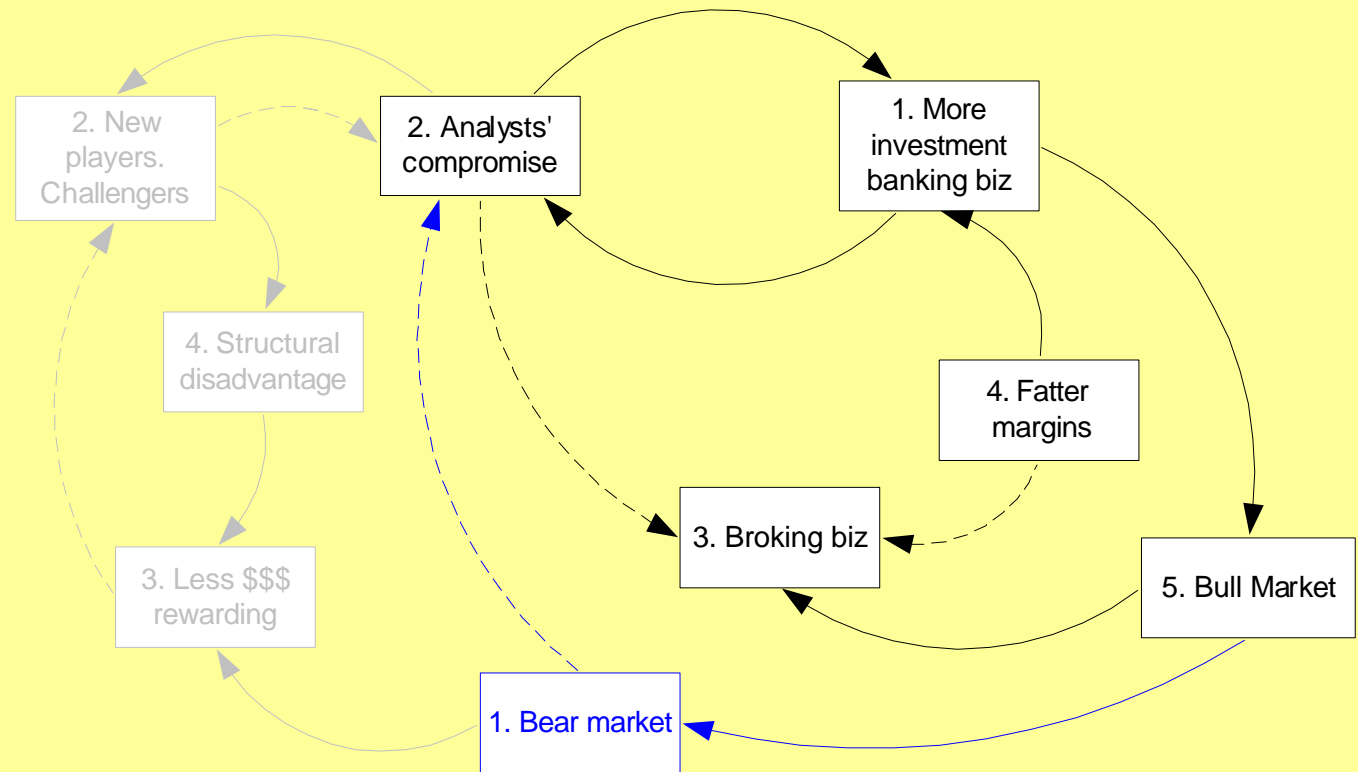 2. New
players.
Challengers
2. Analysts'
compromise
1. More
investment
banking biz
4. Structural
disadvantage
4. Fatter
margins
3. Broking biz
3. Less $$$
rewarding
5. Bull Market
1. Bear market